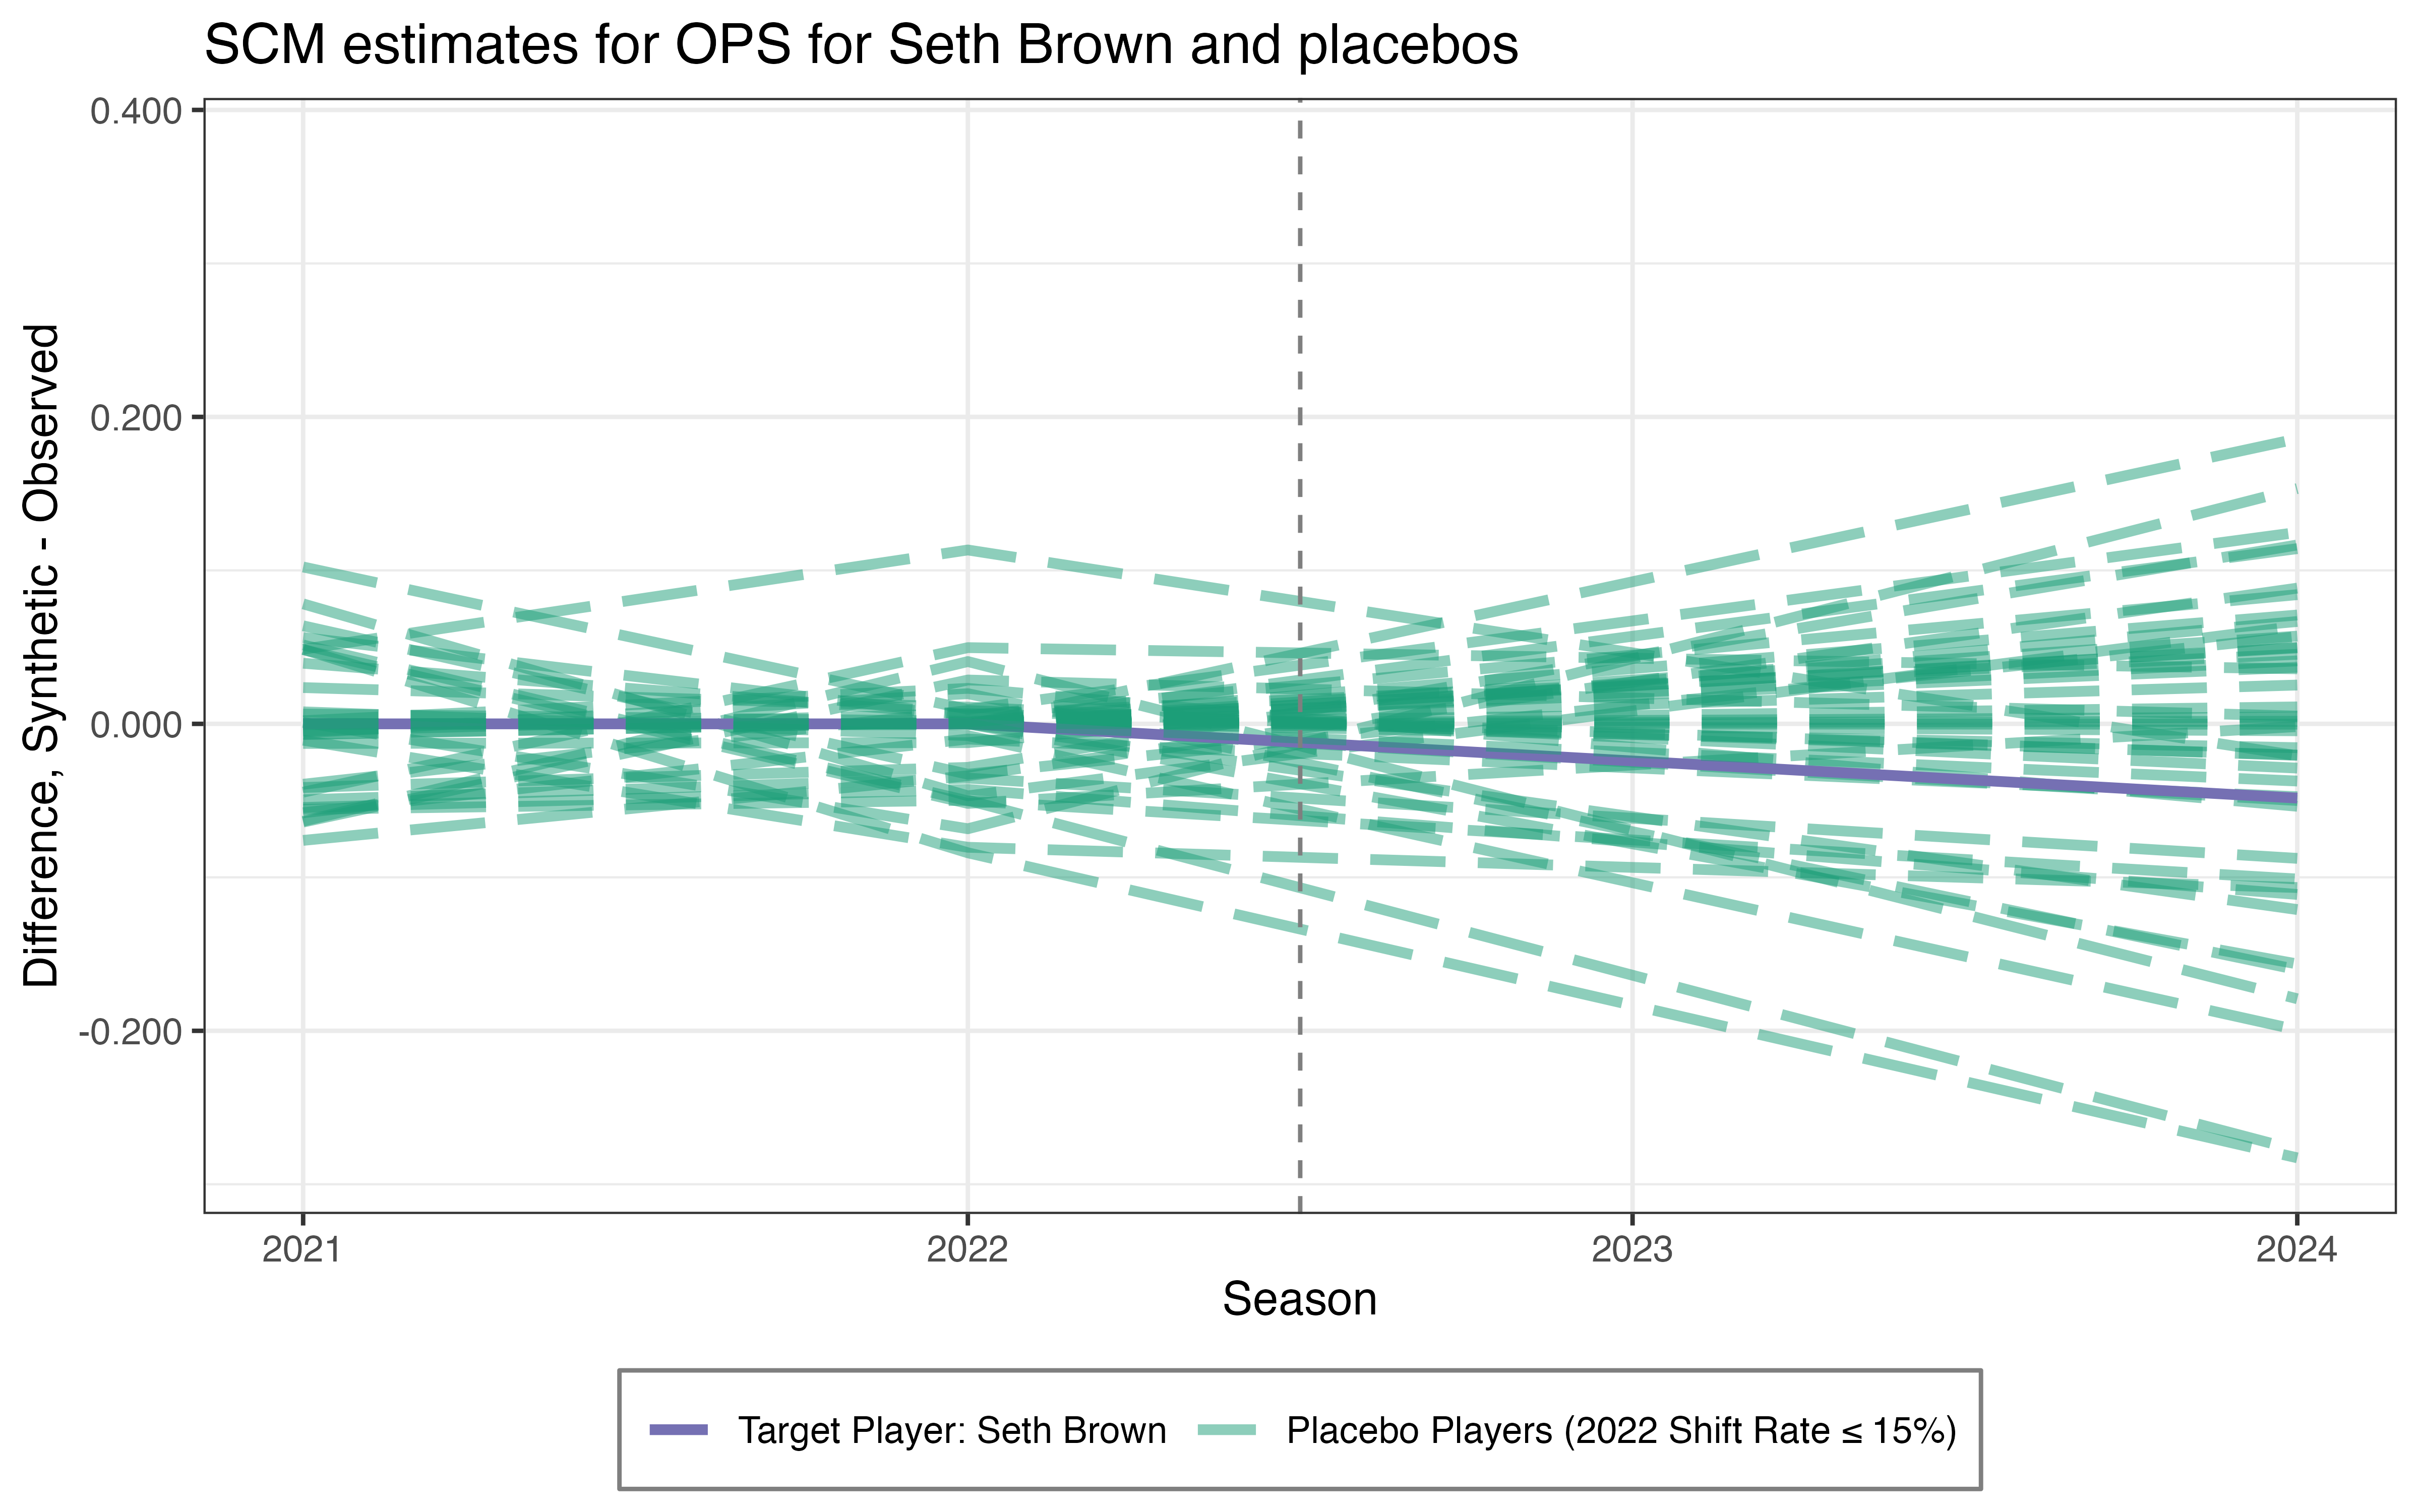 SCM estimates for OPS for Seth Brown and placebos
Difference, Synthetic - Observed
0.400
0.200
0.000
-0.200
2021 2022 2023 2024
Season
Target Player: Seth Brown Placebo Players (2022 Shift Rate ≤ 15%)